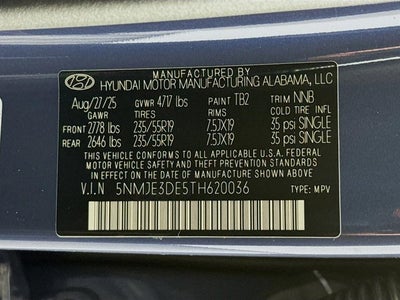 MANUFACTURED BY
HYUNDAI MOTOR MANUFACTURING ALABAMA, LLC
Aug/27/25 GVWR 4717 lbs PAINT TB2 TRIM NNB
GAWR TIRES RIMS COLD TIRE INFL
FRONT 2778 lbs 235/55R19 7.5JX19 35 psi SINGLE
REAR 2646 lbs 235/55R19 7.5JX19 35 psi SINGLE
THIS VEHICLE CONFORMS TO ALL APPLICABLE U.S.A. FEDERAL
MOTOR VEHICLE SAFETY AND THEFT PREVENTION STANDARDS
IN EFFECT ON THE DATE OF MANUFACTURE SHOWN ABOVE.
V.I.N 5NMJE3DE5TH620036 TYPE: MPV